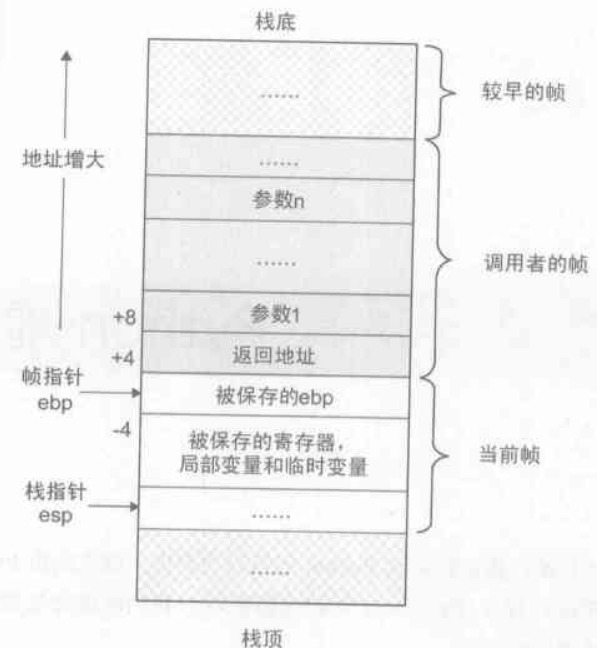 栈底
......
较早的帧
地址增大
......
参数n
......
调用者的帧
+8
参数1
+4
返回地址
帧指针
ebp
被保存的ebp
-4
被保存的寄存器，
局部变量和临时变量
当前帧
栈指针
esp
......
......
栈顶